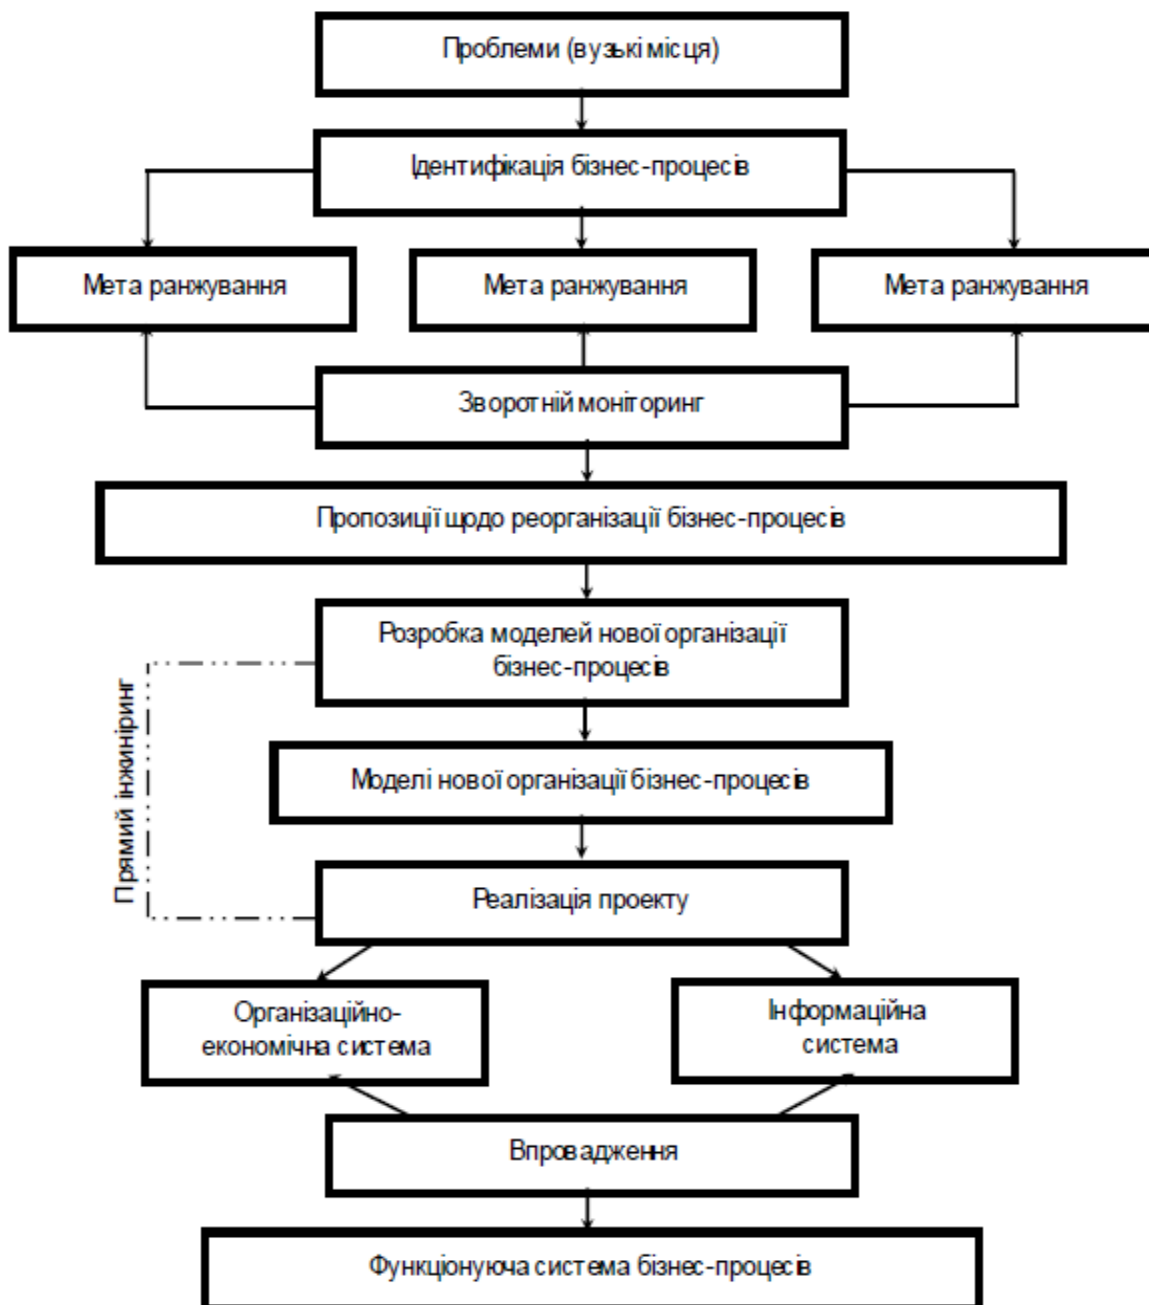 Проблеми (вузькі місця)
Ідентифікація бізнес-процесів
Мета ранжування
Мета ранжування
Мета ранжування
Зворотній моніторинг
Пропозиції щодо реорганізації бізнес-процесів
Розробка моделей нової організації
бізнес-процесів
Прямий інжиніринг
Моделі нової організації бізнес-процесів
Реалізація проекту
Організаційно-
економічна система
Інформаційна
система
Впровадження
Функціонуюча система бізнес-процесів